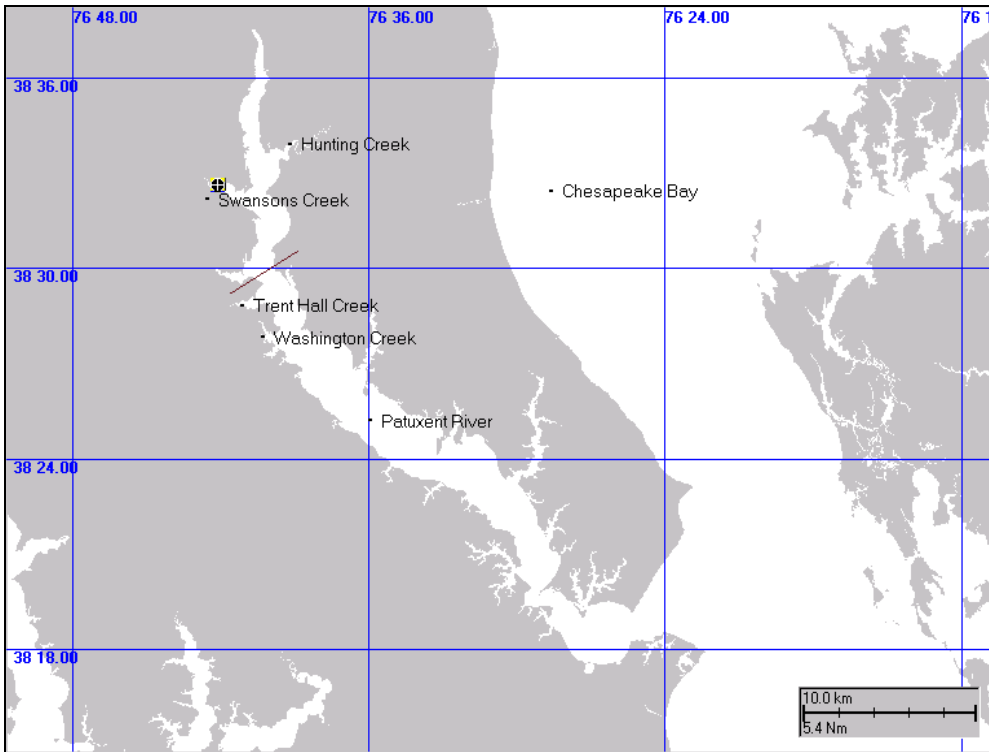 76 48.00
76 36.00
76 24.00
76 1
38 36.00
Hunting Creek
Chesapeake Bay
Swansons Creek
38 30.00
Trent Hall Creek
Washington Creek
Patuxent River
38 24.00
38 18.00
10.0 km
5.4 Nm